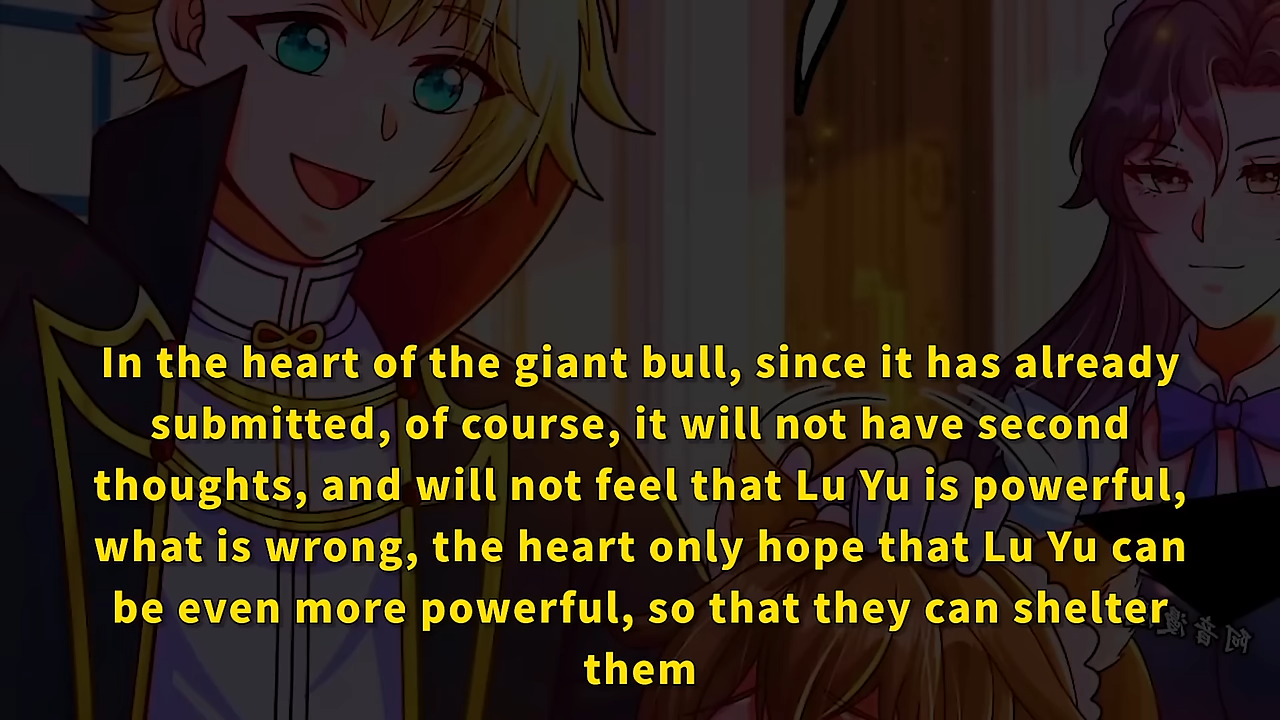 In the heart of the giant bull, since it has already
submitted, of course, it will not have second
thoughts, and will not feel that Lu Yu is powerful,
what is wrong, the heart only hope that Lu Yu can
be even more powerful, so that they can shelter
them